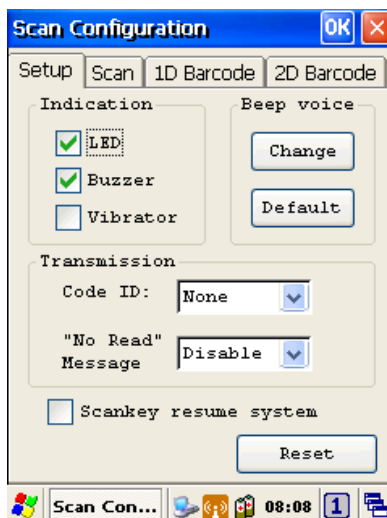 Scan Configuration OK
Setup Scan 1D Barcode 2D Barcode
Indication
LED
Buzzer
Vibrator
Beep voice
Change
Default
Transmission
Code ID: None
"No Read"
Message Disable
Scankey resume system
Reset
Scan Con... 08:08 1